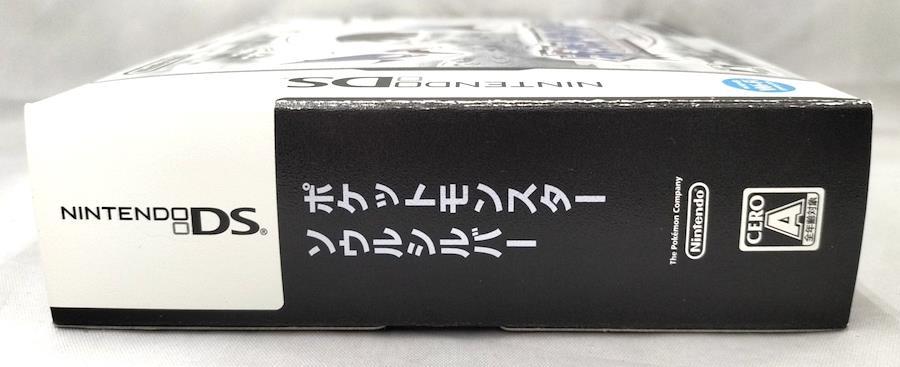 NINTENDO DS
NINTENDO DS®
ポケットモンスター
ソウルシルバー
The Pokémon Company
Nintendo
CERO
A
全年齢対象